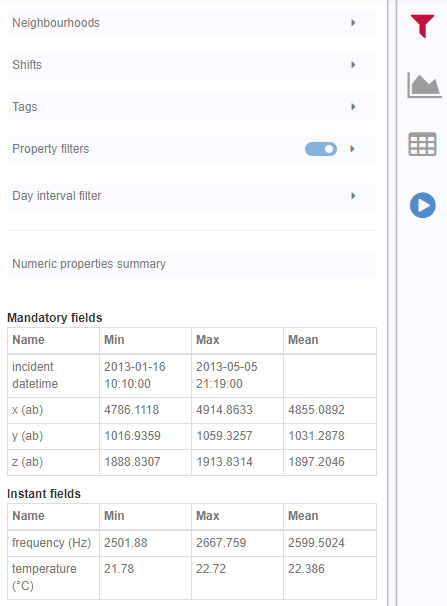 Neighbourhoods
Shifts
Tags
Property filters
Day interval filter
Numeric properties summary
Mandatory fields
Name Min Max Mean
incident datetime 2013-01-16 10:10:00 2013-05-05 21:19:00
x (ab) 4786.1118 4914.8633 4855.0892
y (ab) 1016.9359 1059.3257 1031.2878
z (ab) 1888.8307 1913.8314 1897.2046
Instant fields
Name Min Max Mean
frequency (Hz) 2501.88 2667.759 2599.5024
temperature (°C) 21.78 22.72 22.386